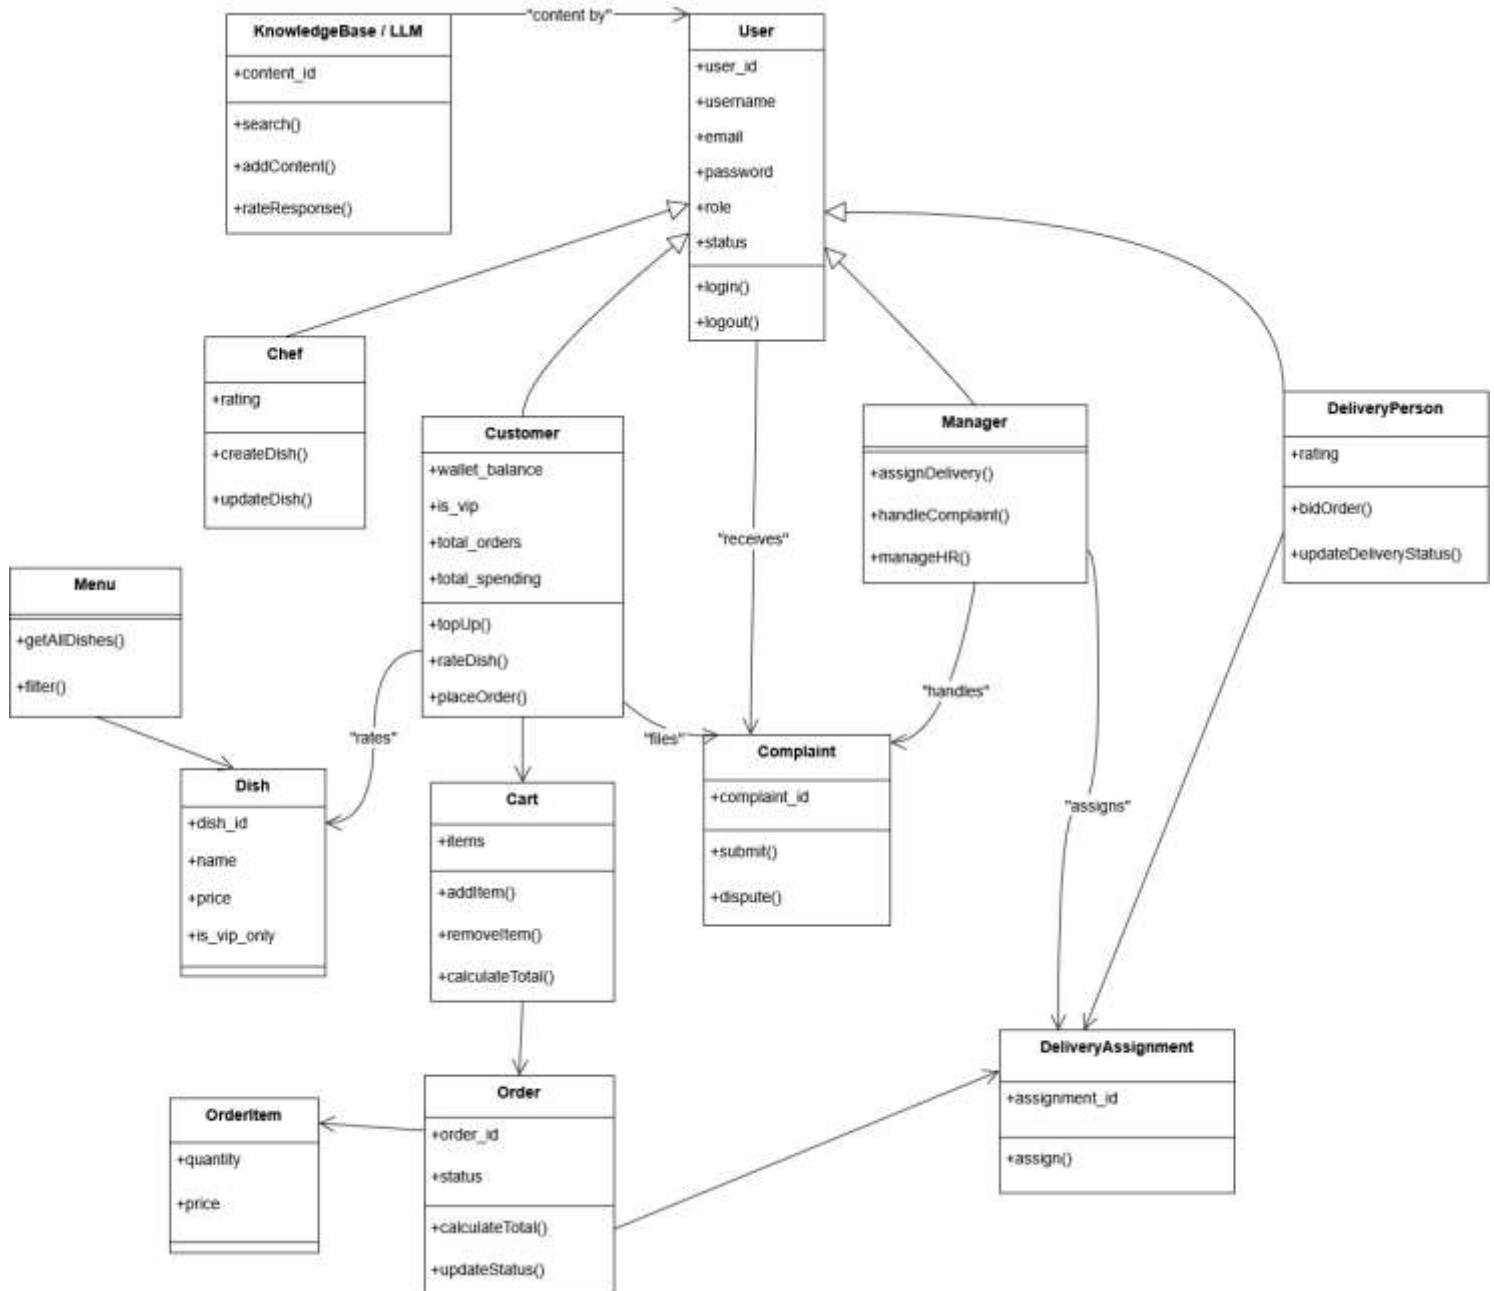 "content by"
KnowledgeBase / LLM
+content_id
+search()
+addContent()
+rateResponse()
User
+user_id
+username
+email
+password
+role
+status
+login()
+logout()
Chef
+rating
+createDish()
+updateDish()
Customer
+wallet_balance
+is_vip
+total_orders
+total_spending
+topUp()
+rateDish()
+placeOrder()
Manager
+assignDelivery()
+handleComplaint()
+manageHR()
DeliveryPerson
+rating
+bidOrder()
+updateDeliveryStatus()
"receives"
Menu
+getAllDishes()
+filter()
"rates"
"files"
"handles"
"assigns"
Dish
+dish_id
+name
+price
+is_vip_only
Cart
+items
+addItem()
+removeItem()
+calculateTotal()
Complaint
+complaint_id
+submit()
+dispute()
OrderItem
+quantity
+price
Order
+order_id
+status
+calculateTotal()
+updateStatus()
DeliveryAssignment
+assignment_id
+assign()